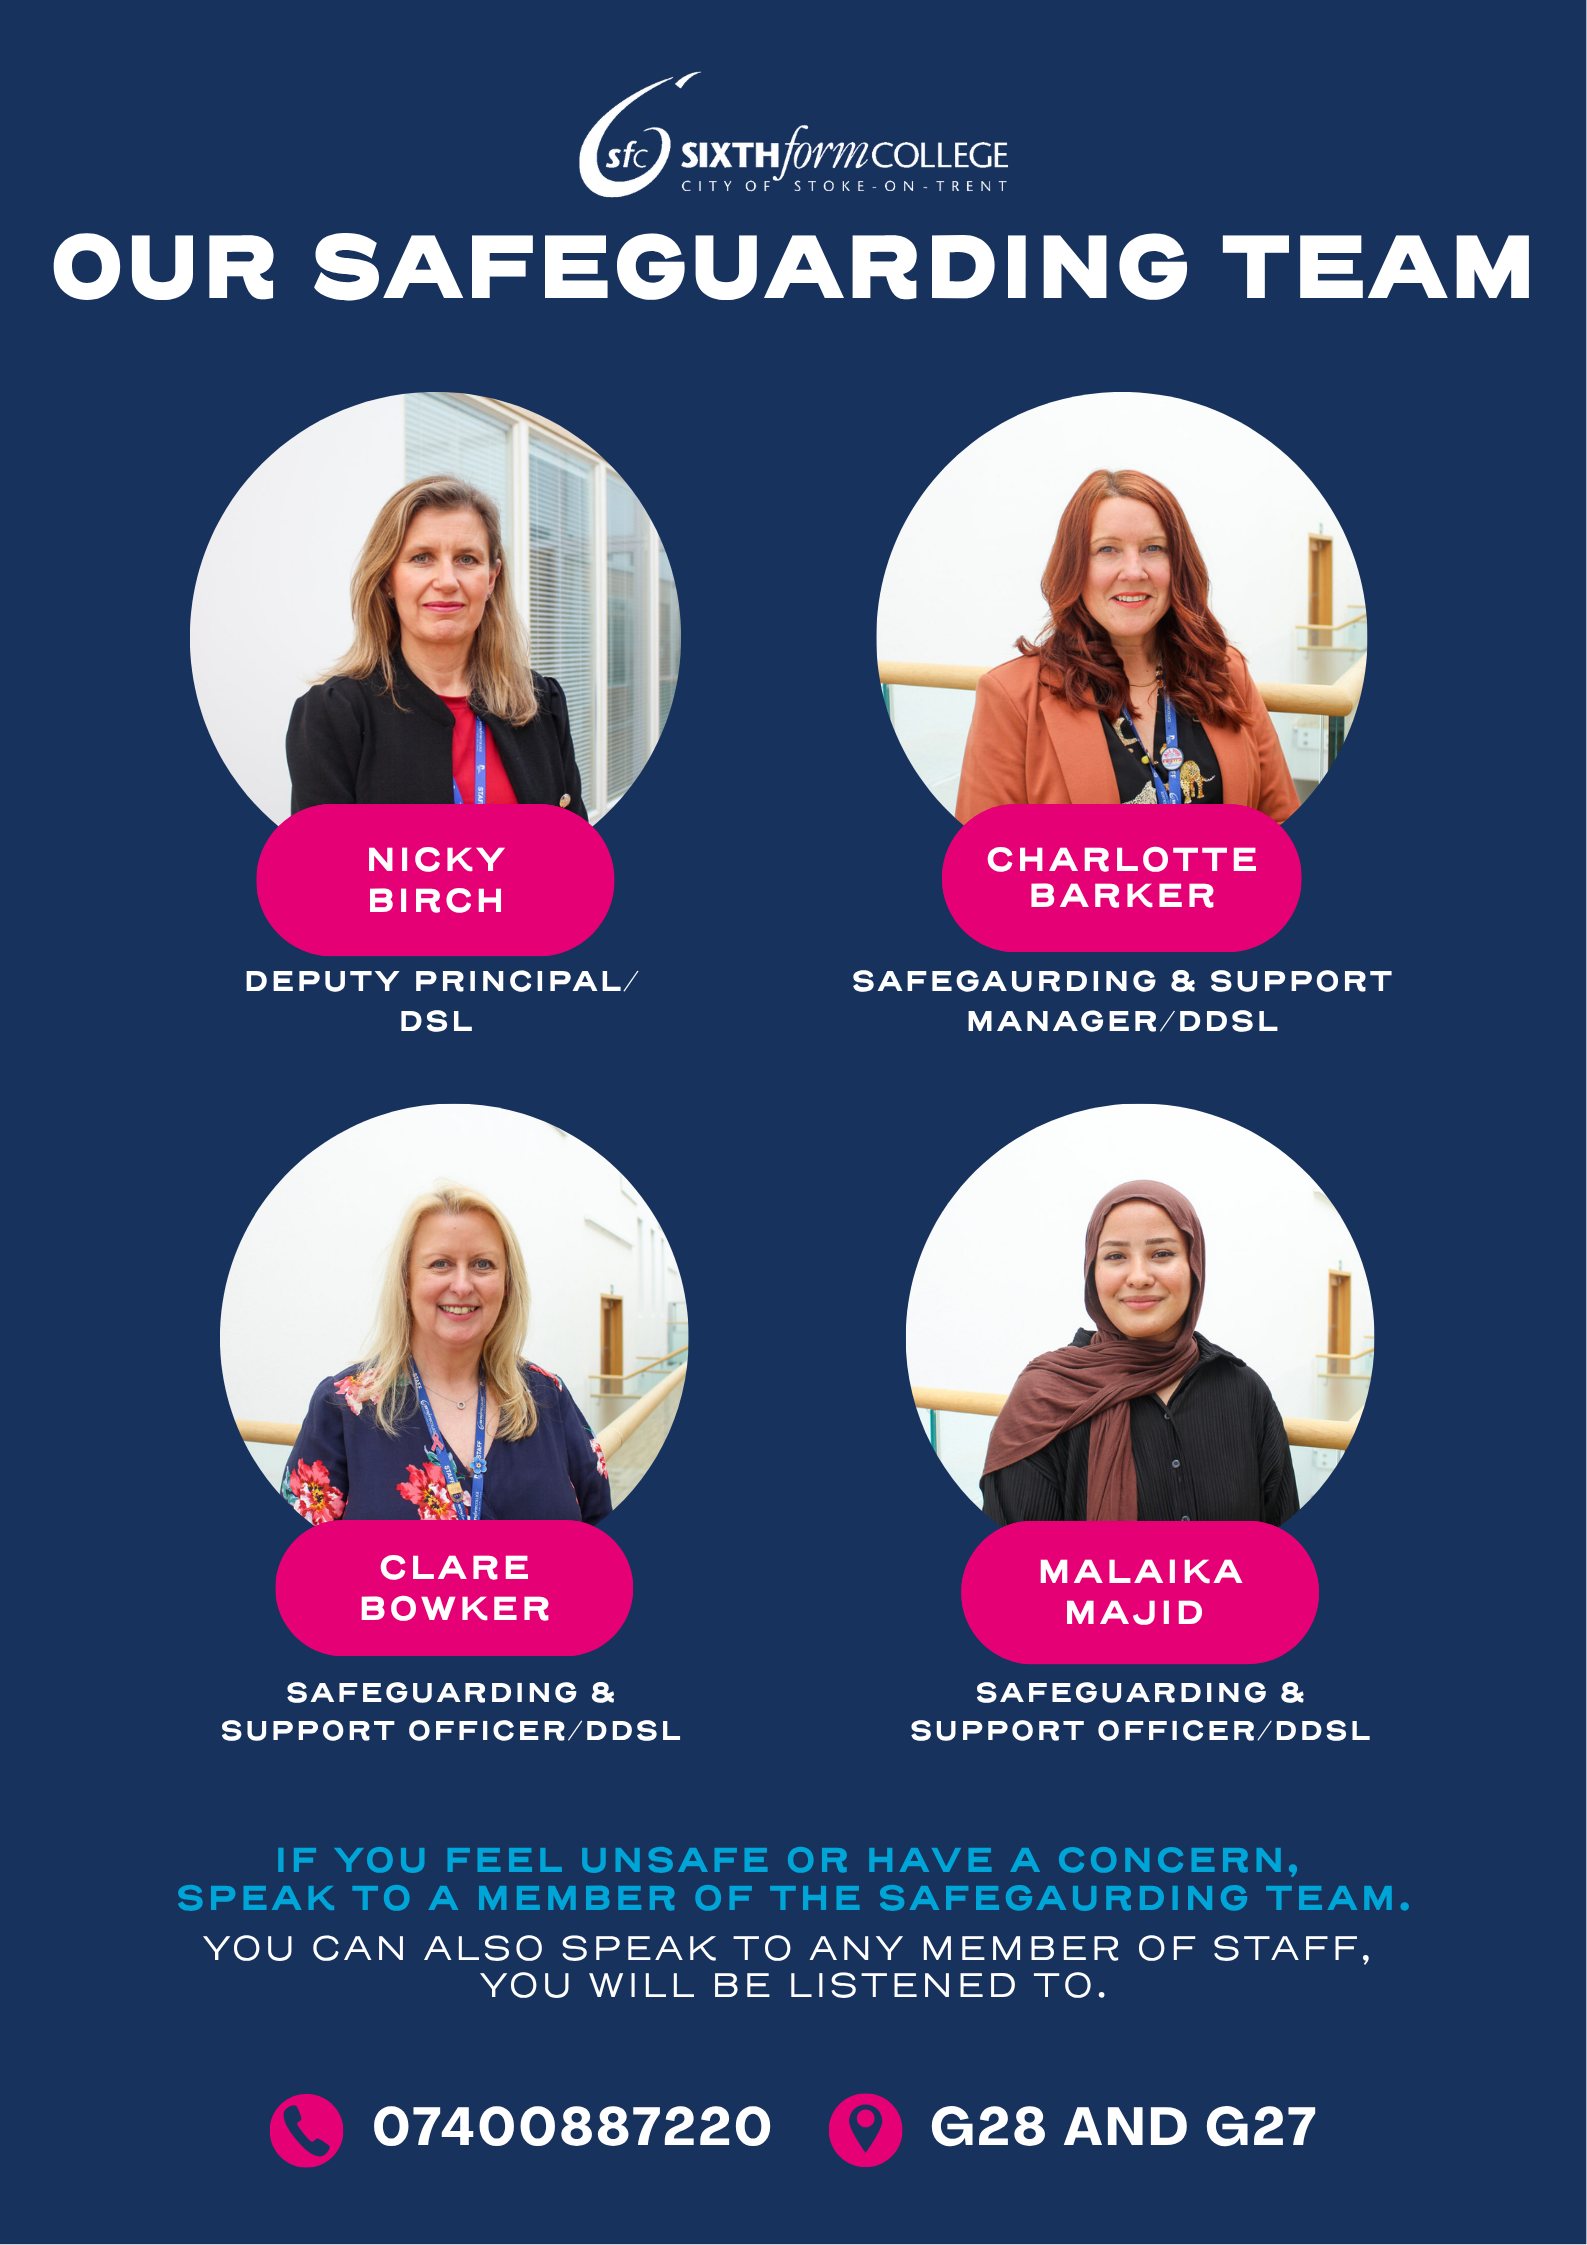 sfc SIXTH form COLLEGE
CITY OF STOKE-ON-TRENT
OUR SAFEGUARDING TEAM
NICKY
BIRCH
DEPUTY PRINCIPAL/
DSL
CHARLOTTE
BARKER
SAFEGAURDING & SUPPORT
MANAGER/DDSL
CLARE
BOWKER
SAFEGUARDING &
SUPPORT OFFICER/DDSL
MALAIKA
MAJID
SAFEGUARDING &
SUPPORT OFFICER/DDSL
IF YOU FEEL UNSAFE OR HAVE A CONCERN,
SPEAK TO A MEMBER OF THE SAFEGAURDING TEAM.
YOU CAN ALSO SPEAK TO ANY MEMBER OF STAFF,
YOU WILL BE LISTENED TO.
07400887220
G28 AND G27